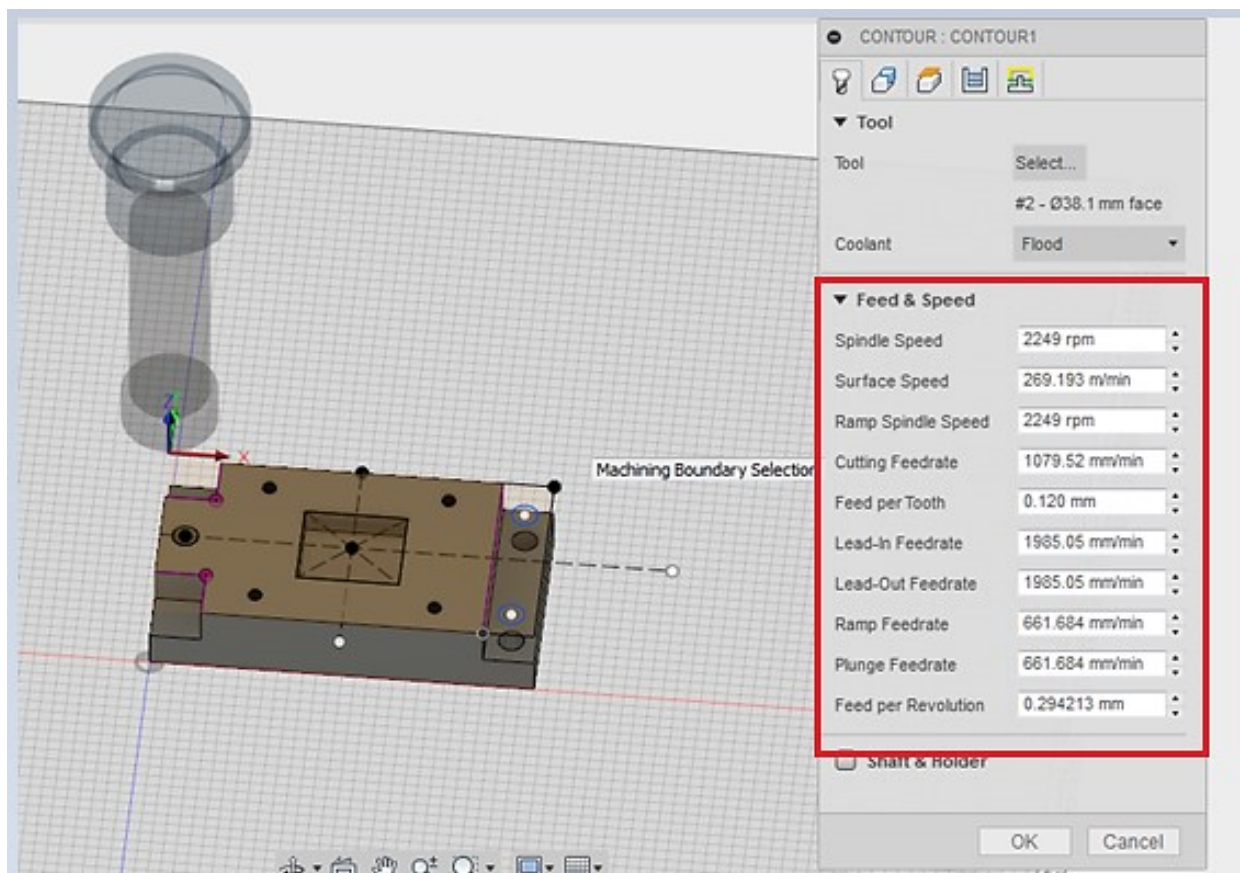 CONTOUR : CONTOUR1
Tool
Tool Select...
#2 - Ø38.1 mm face
Coolant Flood
Feed & Speed
Spindle Speed 2249 rpm
Surface Speed 269.193 m/min
Ramp Spindle Speed 2249 rpm
Cutting Feedrate 1079.52 mm/min
Machining Boundary Selection
Feed per Tooth 0.120 mm
Lead-In Feedrate 1985.05 mm/min
Lead-Out Feedrate 1985.05 mm/min
Ramp Feedrate 661.684 mm/min
Plunge Feedrate 661.684 mm/min
Feed per Revolution 0.294213 mm
Shaft & Holder
OK Cancel
Z
X